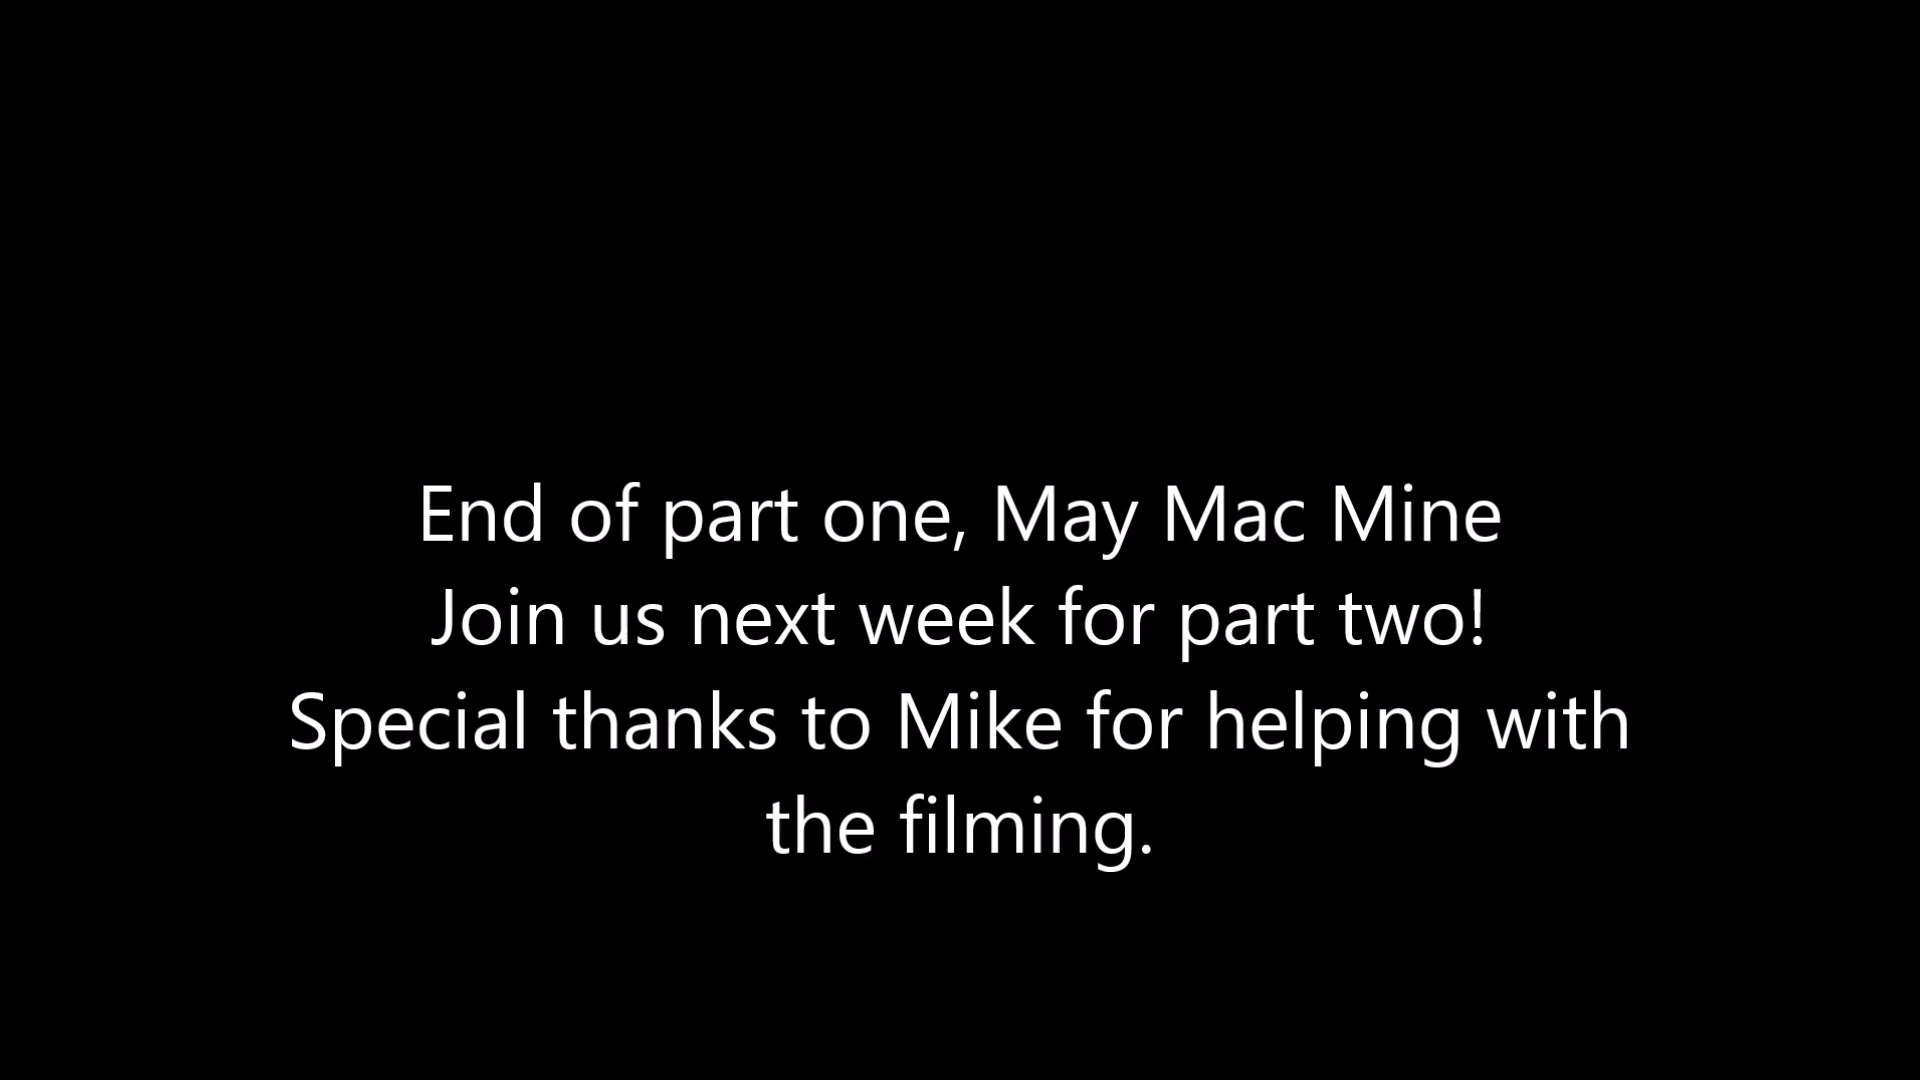 End of part one, May Mac Mine
Join us next week for part two!
Special thanks to Mike for helping with
the filming.